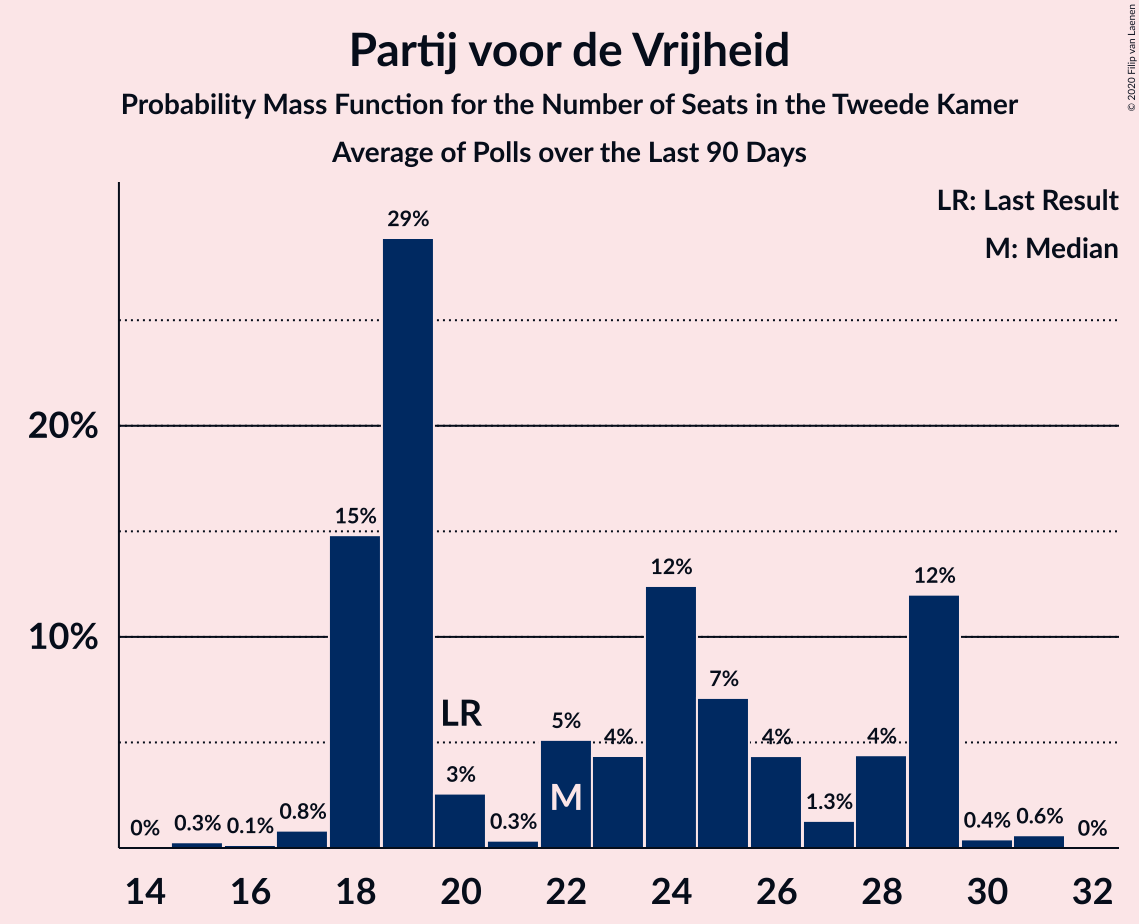 Partij voor de Vrijheid
Probability Mass Function for the Number of Seats in the Tweede Kamer
Average of Polls over the Last 90 Days
© 2020 Filip van Laenen
LR: Last Result
M: Median
20%
10%
0%
0.3%
0.1%
0.8%
15%
29%
3%
LR
0.3%
5%
M
4%
12%
7%
4%
1.3%
4%
12%
0.4%
0.6%
0%
14 16 18 20 22 24 26 28 30 32